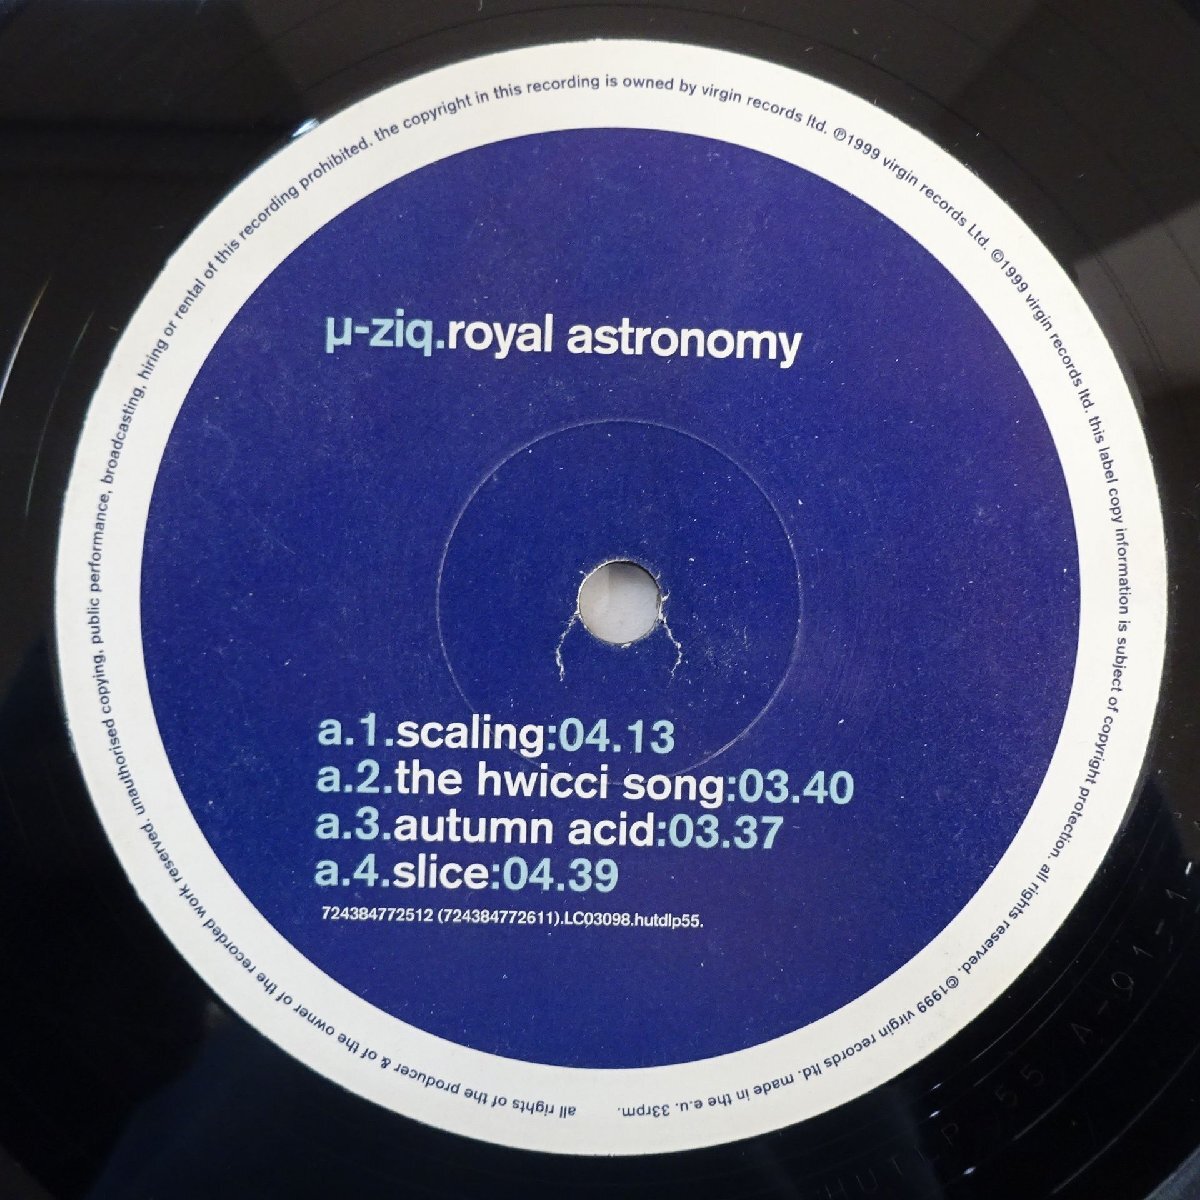 µ-ziq.royal astronomy
a.1.scaling:04.13
a.2.the hwicci song:03.40
a.3.autumn acid:03.37
a.4.slice:04.39
724384772512 (724384772611).LC03098.hutdlp55.
all rights of the producer & of the owner of the recorded work reserved. unauthorised copying, public performance, broadcasting, hiring or rental of this recording prohibited. the copyright in this recording is owned by virgin records ltd. ℗1999 virgin records Ltd. ©1999 virgin records ltd. this label copy information is subject of copyright protection. all rights reserved. ©1999 virgin records ltd. made in the e.u. 33rpm.